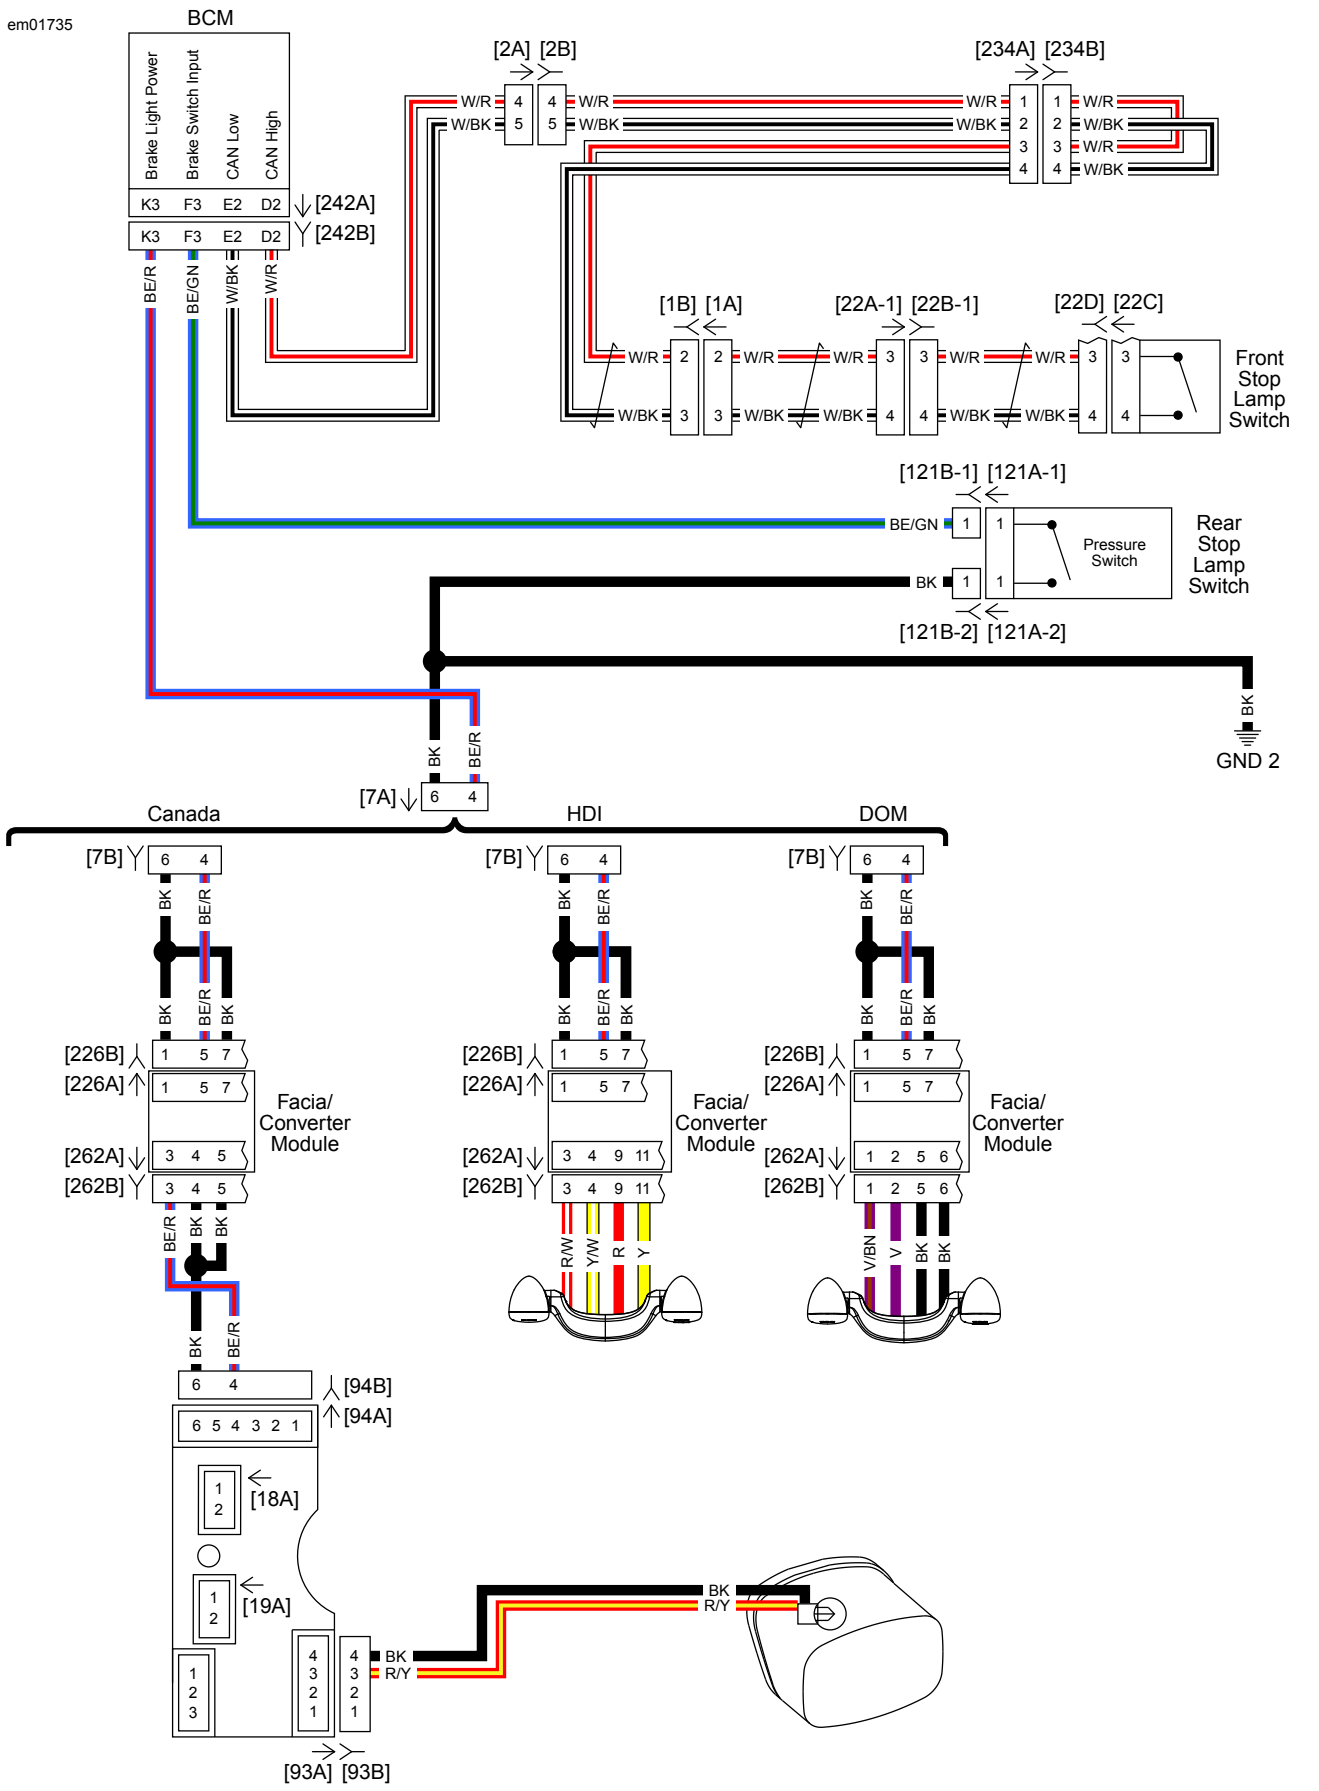 em01735
BCM
Brake Light Power
Brake Switch Input
CAN Low
CAN High
K3 F3 E2 D2 [242A]
K3 F3 E2 D2 [242B]
BE/R BE/GN W/BK W/R
[2A] [2B]
W/R 4 4 W/R
W/BK 5 5 W/BK
[234A] [234B]
W/R 1 1 W/R
W/BK 2 2 W/BK
3 3 W/R
4 4 W/BK
[1B] [1A] [22A-1] [22B-1] [22D] [22C]
W/R 2 2 W/R W/R 3 3 W/R W/R 3 3
W/BK 3 3 W/BK W/BK 4 4 W/BK W/BK 4 4
Front
Stop
Lamp
Switch
[121B-1] [121A-1]
BE/GN 1 1
Pressure
Switch
BK 1 1
[121B-2] [121A-2]
Rear
Stop
Lamp
Switch
BK
GND 2
BK BE/R
[7A] 6 4
Canada HDI DOM
[7B] 6 4 [7B] 6 4 [7B] 6 4
BK BE/R BK BE/R BK BE/R
BK BE/R BK BK BE/R BK BK BE/R BK
[226B] 1 5 7 [226B] 1 5 7 [226B] 1 5 7
[226A] 1 5 7 [226A] 1 5 7 [226A] 1 5 7
Facia/
Converter
Module
Facia/
Converter
Module
Facia/
Converter
Module
[262A] 3 4 5 [262A] 3 4 9 11 [262A] 1 2 5 6
[262B] 3 4 5 [262B] 3 4 9 11 [262B] 1 2 5 6
BE/R BK BK R/W Y/W R Y V/BN V BK BK
BK BE/R
6 4 [94B]
6 5 4 3 2 1 [94A]
1
2
[18A]
1
2
[19A]
1
2
3
4 4 BK
3 3 R/Y
2 2
1 1
BK
R/Y
[93A] [93B]